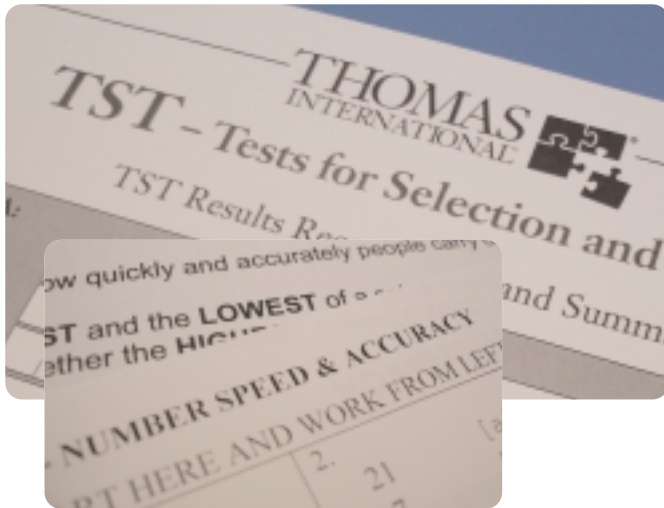 THOMAS
INTERNATIONAL
TST - Tests for Selection and
TST Results
and Summ
A:
ow quickly and accurately people carry
ST and the LOWEST of a
ether the HIGH
- NUMBER SPEED & ACCURACY
RT HERE AND WORK FROM LEF
2.
21
7